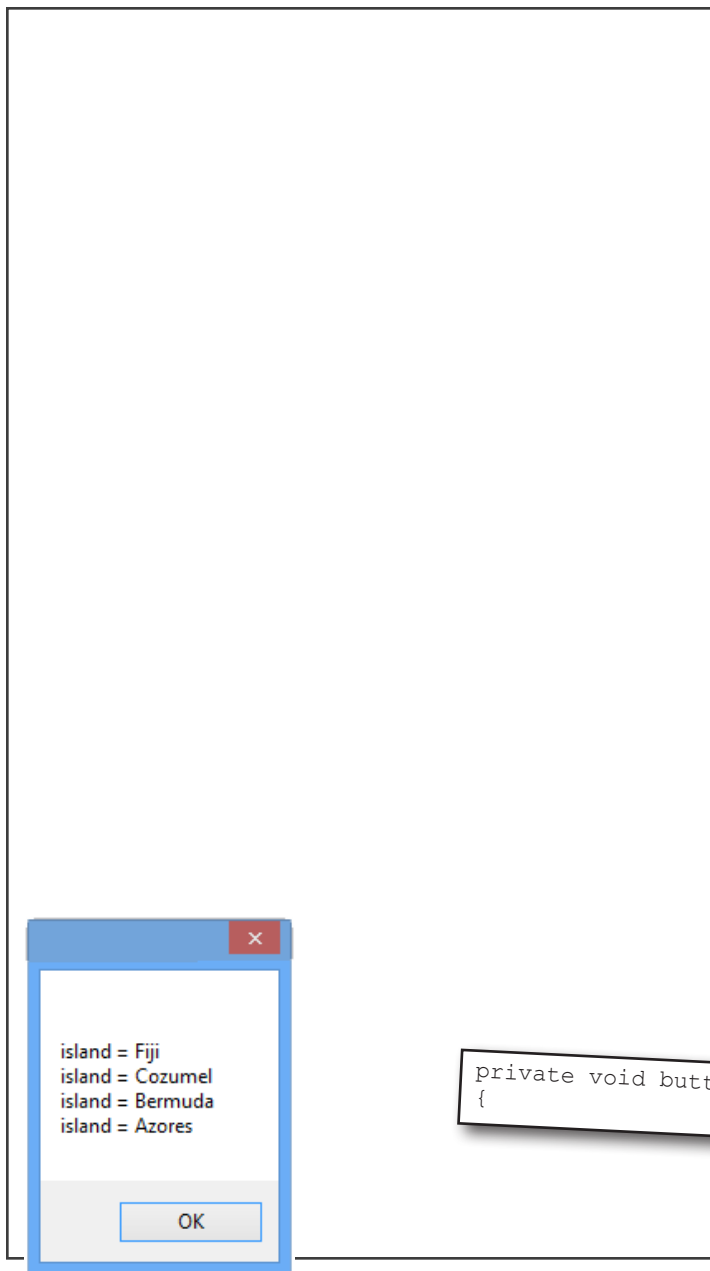 island = Fiji
island = Cozumel
island = Bermuda
island = Azores
OK
private void butt
{